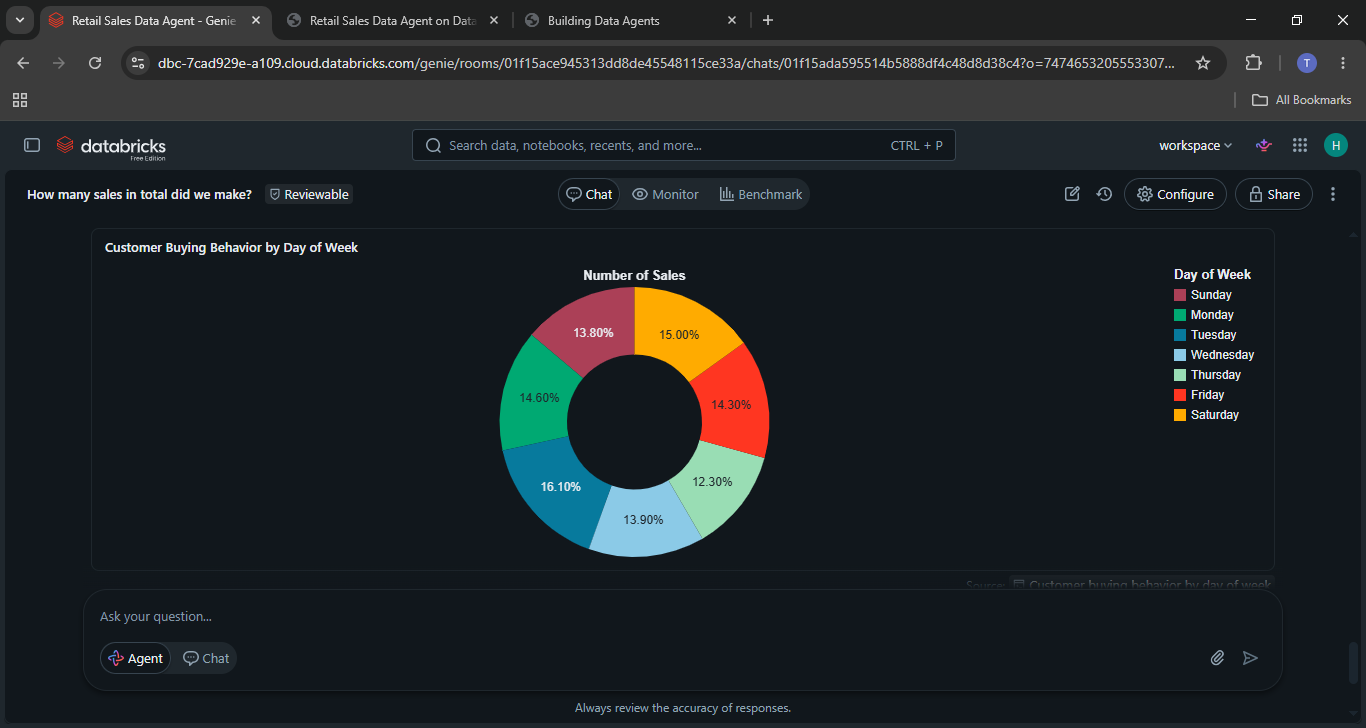 Retail Sales Data Agent - Genie
Retail Sales Data Agent on Data
Building Data Agents
dbc-7cad929e-a109.cloud.databricks.com/genie/rooms/01f15ace945313dd8de45548115ce33a/chats/01f15ada595514b5888df4c48d8d38c4?o=7474653205553307...
T
All Bookmarks
databricks
Free Edition
Search data, notebooks, recents, and more...
CTRL + P
workspace
H
How many sales in total did we make?
Reviewable
Chat
Monitor
Benchmark
Configure
Share
Customer Buying Behavior by Day of Week
Number of Sales
13.80%
15.00%
14.60%
14.30%
16.10%
12.30%
13.90%
Day of Week
Sunday
Monday
Tuesday
Wednesday
Thursday
Friday
Saturday
Source: Customer buying behavior by day of week
Ask your question...
Agent
Chat
Always review the accuracy of responses.